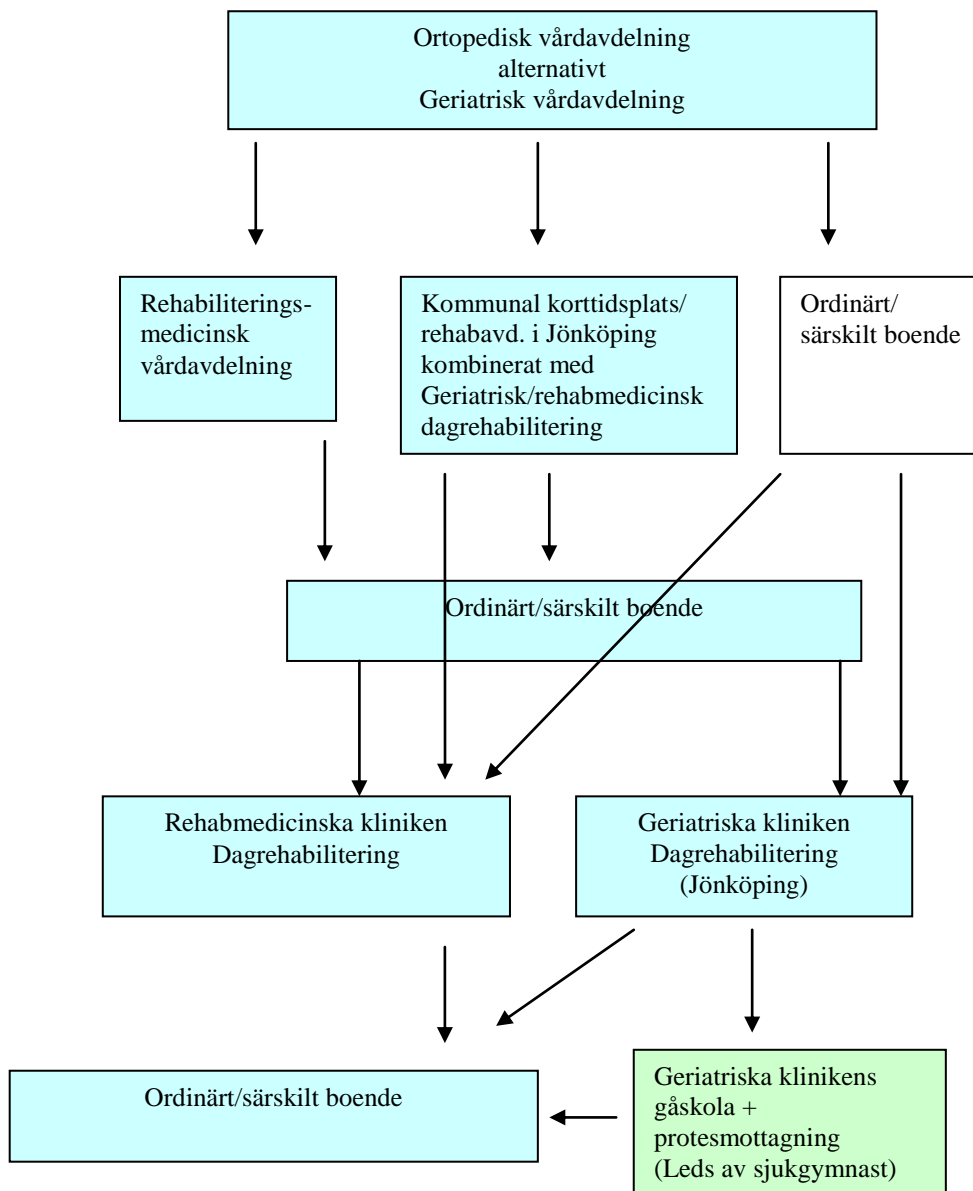 Ortopedisk vårdavdelning
alternativt
Geriatrisk vårdavdelning
Rehabiliterings-
medicinsk
vårdavdelning
Kommunal korttidsplats/
rehabavd. i Jönköping
kombinerat med
Geriatrisk/rehabmedicinsk
dagrehabilitering
Ordinärt/
särskilt boende
Ordinärt/särskilt boende
Rehabmedicinska kliniken
Dagrehabilitering
Geriatriska kliniken
Dagrehabilitering
(Jönköping)
Ordinärt/särskilt boende
Geriatriska klinikens
gåskola +
protesmottagning
(Leds av sjukgymnast)